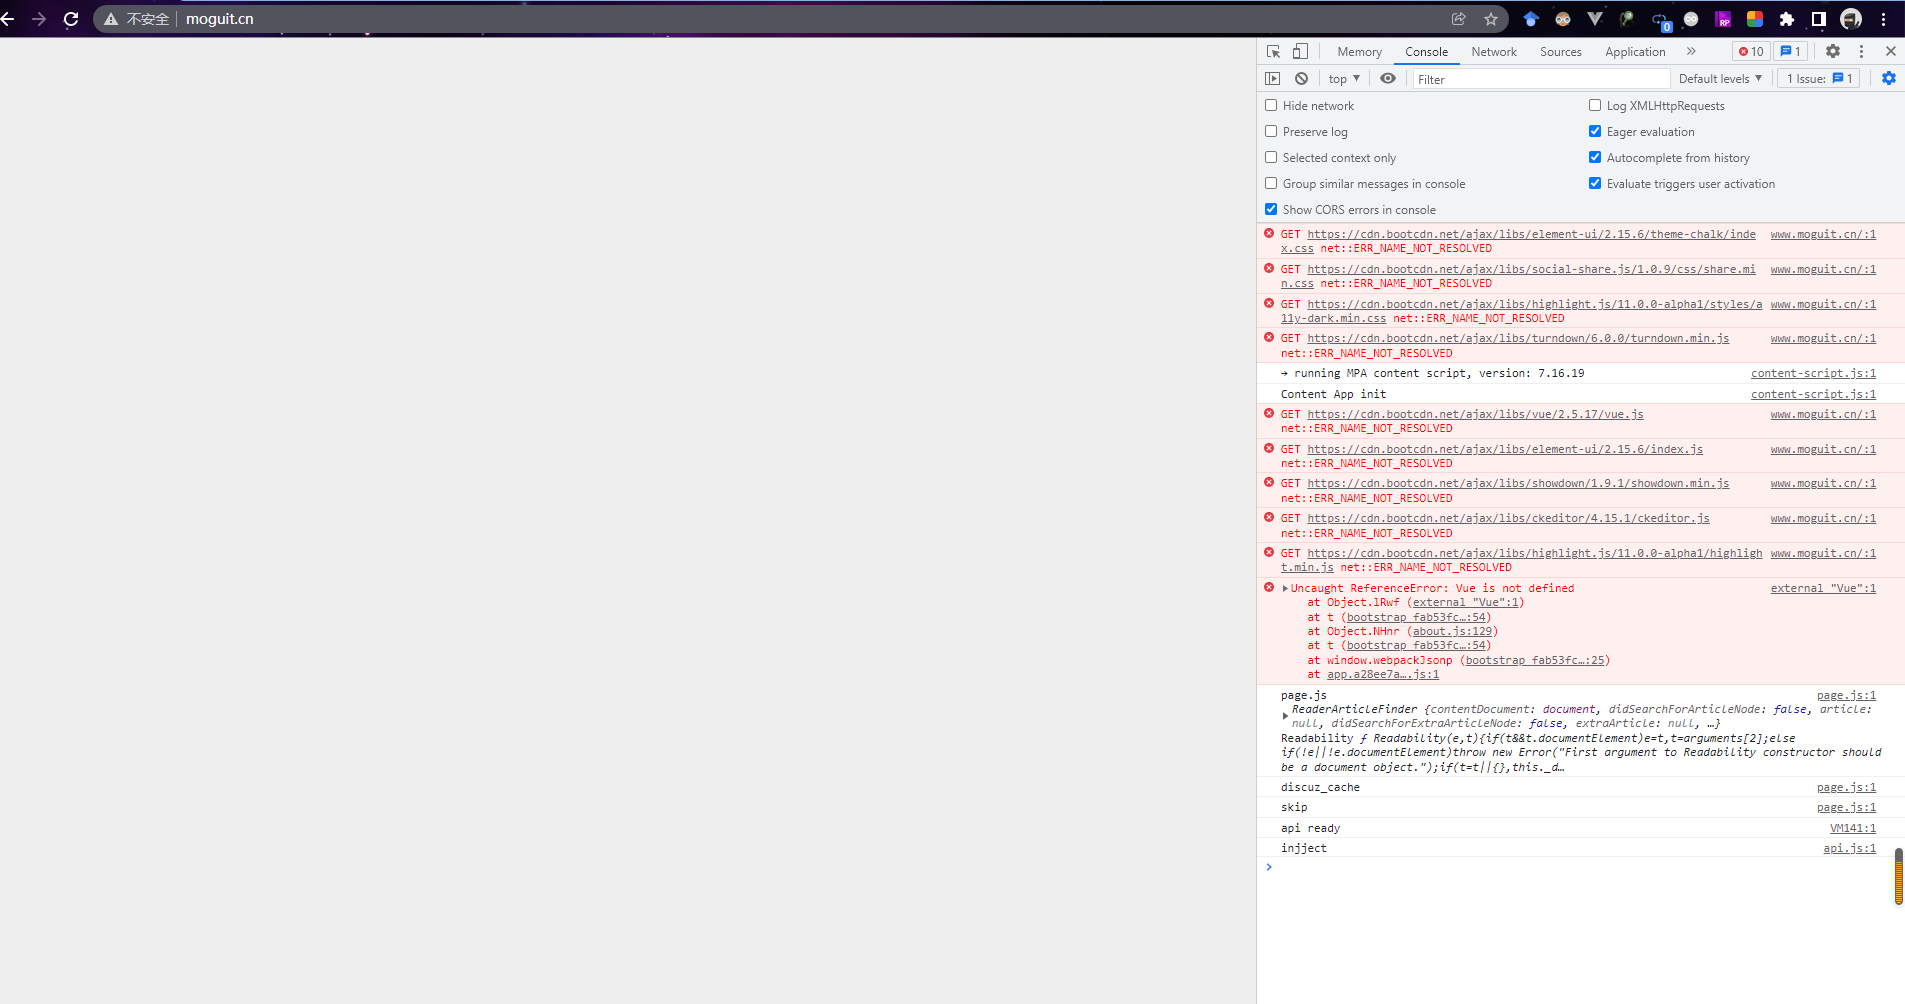 不安全 moguit.cn
0
RP
Memory Console Network Sources Application » 10 1
top ▼ Filter Default levels ▼ 1 Issue: 1
Hide network Log XMLHttpRequests
Preserve log Eager evaluation
Selected context only Autocomplete from history
Group similar messages in console Evaluate triggers user activation
Show CORS errors in console
GET https://cdn.bootcdn.net/ajax/libs/element-ui/2.15.6/theme-chalk/inde www.moguit.cn/:1
x.css net::ERR_NAME_NOT_RESOLVED
GET https://cdn.bootcdn.net/ajax/libs/social-share.js/1.0.9/css/share.mi www.moguit.cn/:1
n.css net::ERR_NAME_NOT_RESOLVED
GET https://cdn.bootcdn.net/ajax/libs/highlight.js/11.0.0-alpha1/styles/a www.moguit.cn/:1
11y-dark.min.css net::ERR_NAME_NOT_RESOLVED
GET https://cdn.bootcdn.net/ajax/libs/turndown/6.0.0/turndown.min.js www.moguit.cn/:1
net::ERR_NAME_NOT_RESOLVED
→ running MPA content script, version: 7.16.19 content-script.js:1
Content App init content-script.js:1
GET https://cdn.bootcdn.net/ajax/libs/vue/2.5.17/vue.js www.moguit.cn/:1
net::ERR_NAME_NOT_RESOLVED
GET https://cdn.bootcdn.net/ajax/libs/element-ui/2.15.6/index.js www.moguit.cn/:1
net::ERR_NAME_NOT_RESOLVED
GET https://cdn.bootcdn.net/ajax/libs/showdown/1.9.1/showdown.min.js www.moguit.cn/:1
net::ERR_NAME_NOT_RESOLVED
GET https://cdn.bootcdn.net/ajax/libs/ckeditor/4.15.1/ckeditor.js www.moguit.cn/:1
net::ERR_NAME_NOT_RESOLVED
GET https://cdn.bootcdn.net/ajax/libs/highlight.js/11.0.0-alpha1/highligh www.moguit.cn/:1
t.min.js net::ERR_NAME_NOT_RESOLVED
Uncaught ReferenceError: Vue is not defined external "Vue":1
at Object.lRwf (external "Vue":1)
at t (bootstrap fab53fc…:54)
at Object.NHnr (about.js:129)
at t (bootstrap fab53fc…:54)
at window.webpackJsonp (bootstrap fab53fc…:25)
at app.a28ee7a….js:1
page.js page.js:1
ReaderArticleFinder {contentDocument: document, didSearchForArticleNode: false, article:
null, didSearchForExtraArticleNode: false, extraArticle: null, …}
Readability ƒ Readability(e,t){if(t&&t.documentElement)e=t,t=arguments[2];else
if(!e||!e.documentElement)throw new Error("First argument to Readability constructor should
be a document object.");if(t=t||{},this._d…
discuz_cache page.js:1
skip page.js:1
api ready VM141:1
injject api.js:1